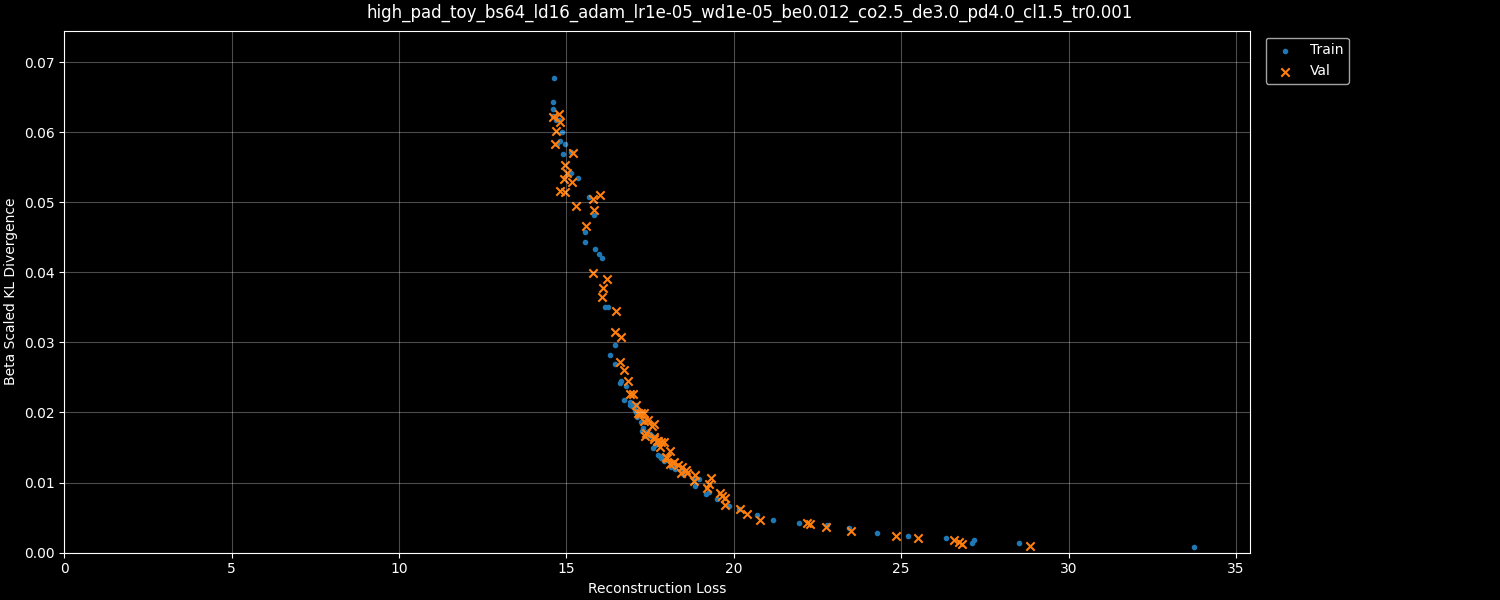 high_pad_toy_bs64_ld16_adam_lr1e-05_wd1e-05_be0.012_co2.5_de3.0_pd4.0_cl1.5_tr0.001
Train
Val
Beta Scaled KL Divergence
0.07
0.06
0.05
0.04
0.03
0.02
0.01
0.00
0 5 10 15 20 25 30 35
Reconstruction Loss